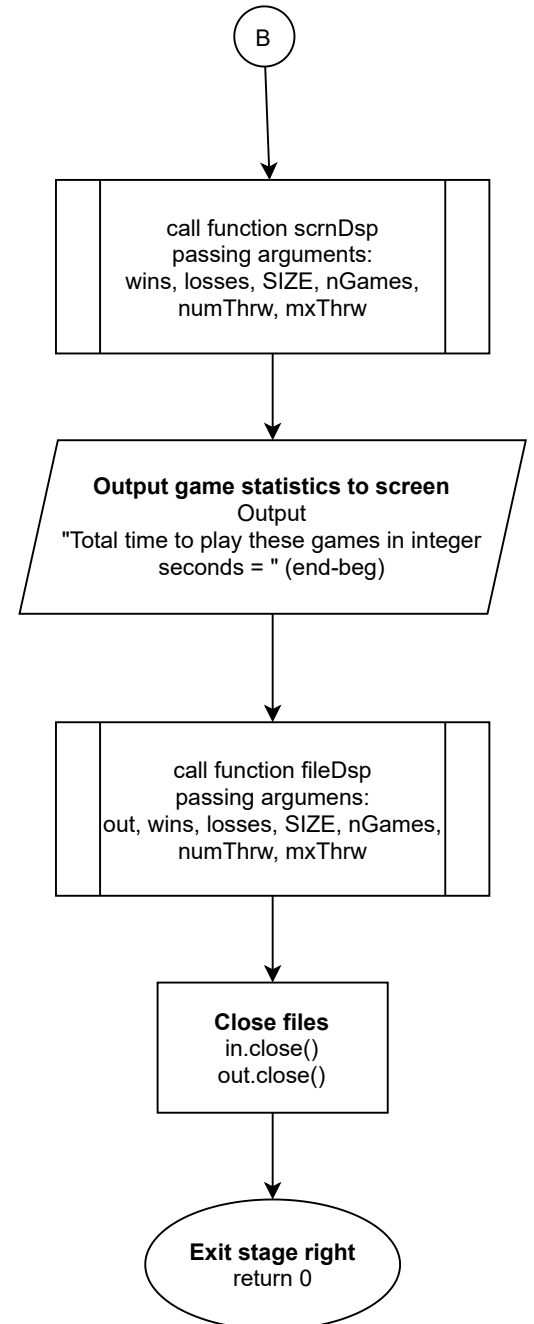 B
call function scrnDsp
passing arguments:
wins, losses, SIZE, nGames,
numThrw, mxThrw
Output game statistics to screen
Output
"Total time to play these games in integer
seconds = " (end-beg)
call function fileDsp
passing argumens:
out, wins, losses, SIZE, nGames,
numThrw, mxThrw
Close files
in.close()
out.close()
Exit stage right
return 0